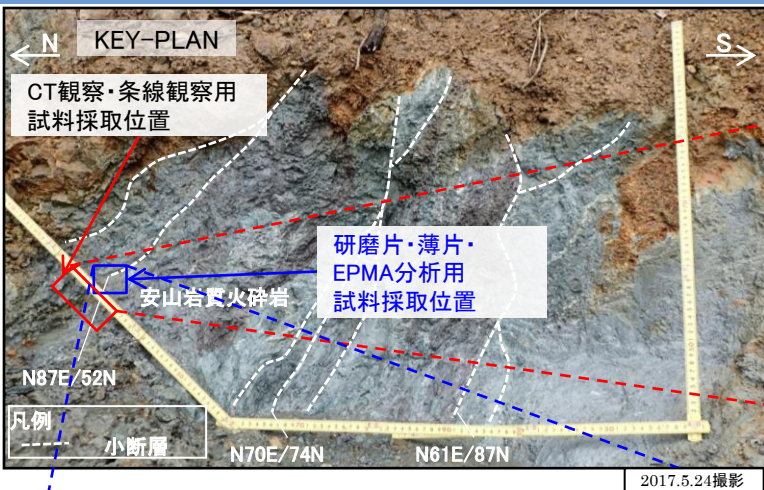 N
KEY-PLAN
S
CT観察・条線観察用
試料採取位置
研磨片・薄片・
EPMA分析用
試料採取位置
安山岩質火砕岩
N87E/52N
凡例
小断層
N70E/74N
N61E/87N
2017.5.24撮影